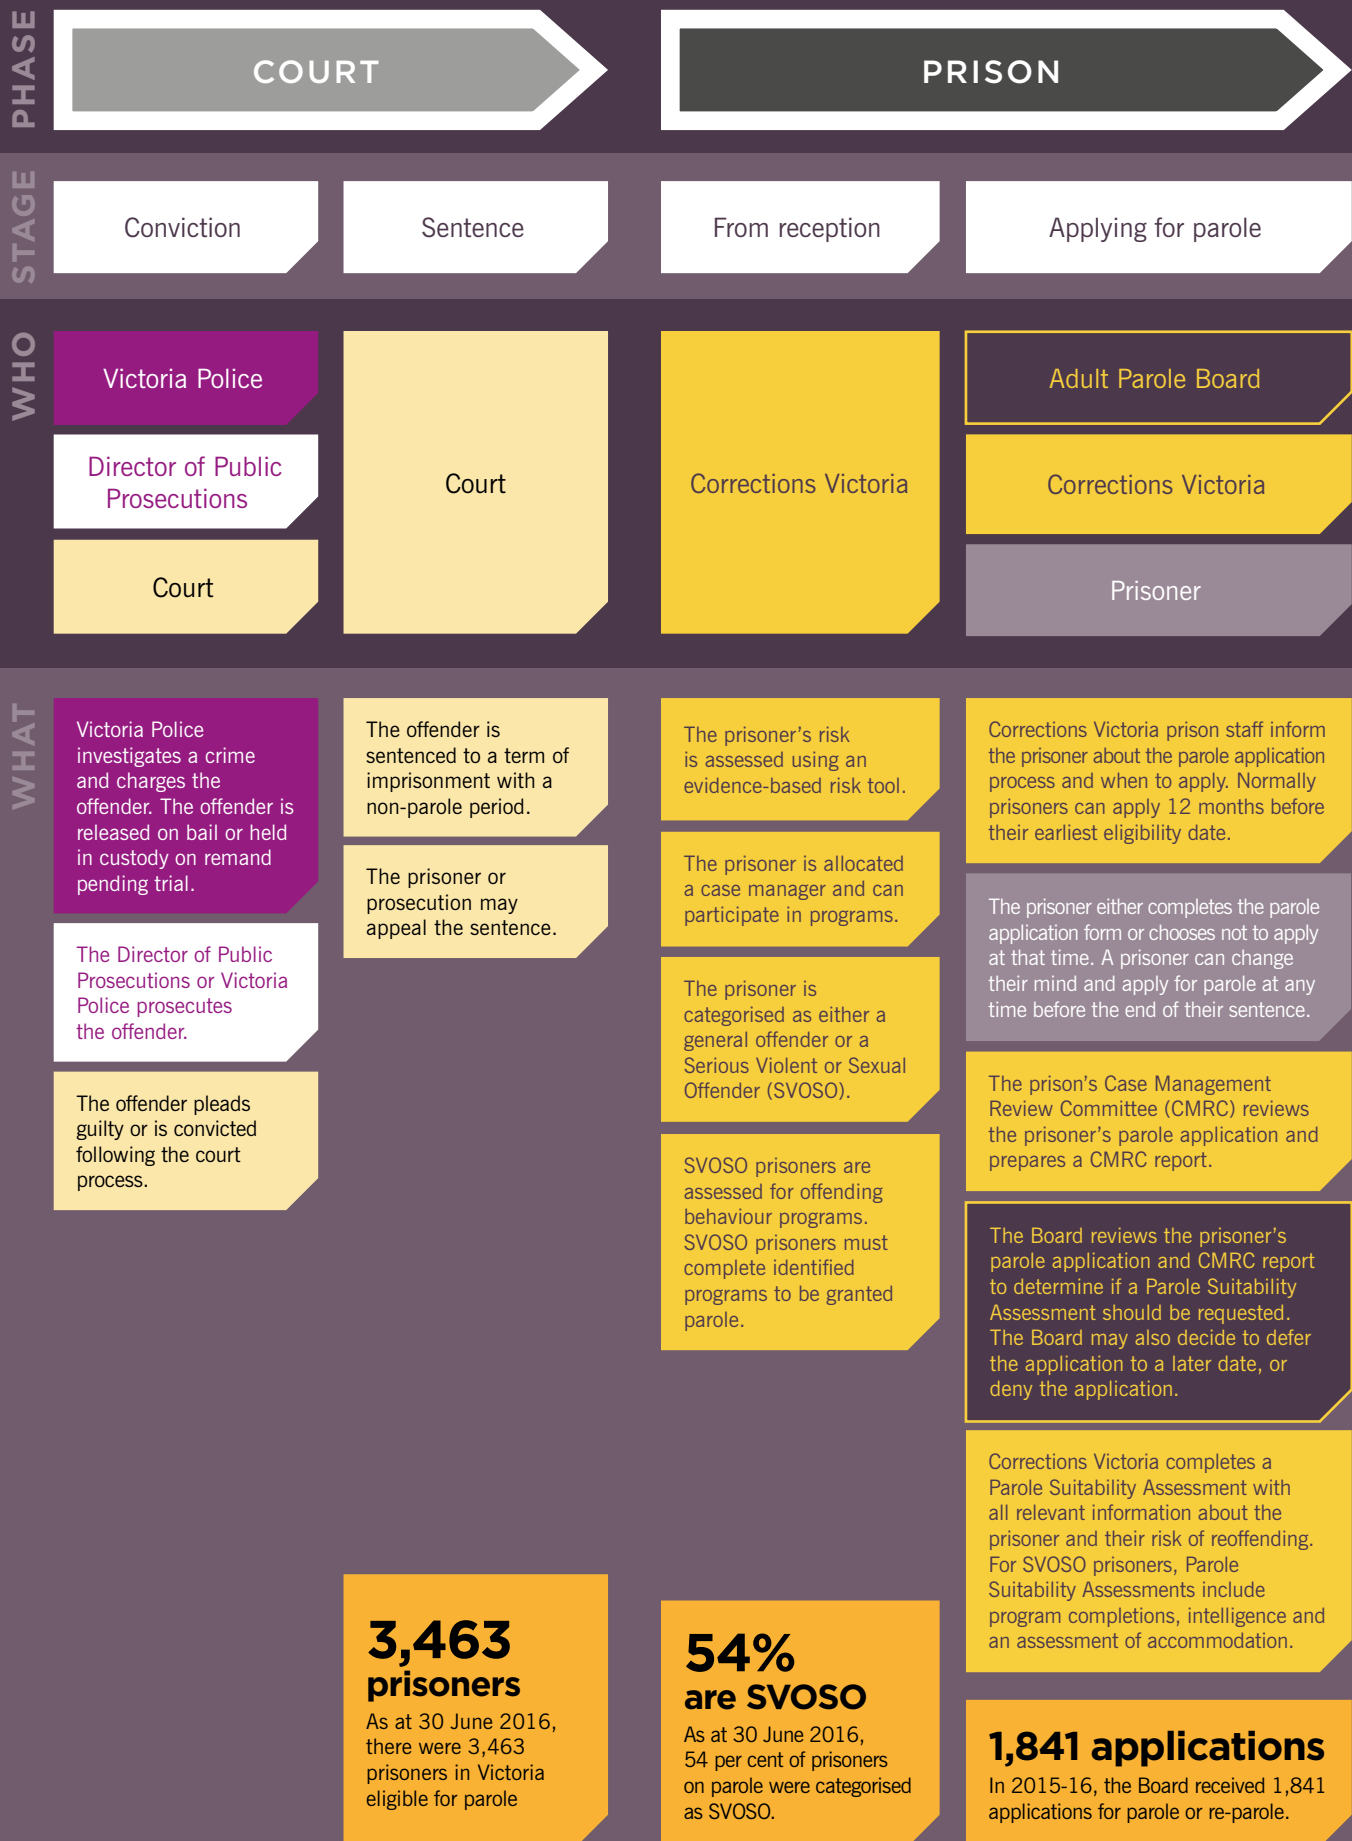 PHASE
COURT
PRISON
STAGE
Conviction
Sentence
From reception
Applying for parole
WHO
Victoria Police
Director of Public
Prosecutions
Court
Court
Corrections Victoria
Adult Parole Board
Corrections Victoria
Prisoner
WHAT
Victoria Police
investigates a crime
and charges the
offender. The offender is
released on bail or held
in custody on remand
pending trial.
The Director of Public
Prosecutions or Victoria
Police prosecutes
the offender.
The offender pleads
guilty or is convicted
following the court
process.
The offender is
sentenced to a term of
imprisonment with a
non-parole period.
The prisoner or
prosecution may
appeal the sentence.
3,463
prisoners
As at 30 June 2016,
there were 3,463
prisoners in Victoria
eligible for parole
The prisoner's risk
is assessed using an
evidence-based risk tool.
The prisoner is allocated
a case manager and can
participate in programs.
The prisoner is
categorised as either a
general offender or a
Serious Violent or Sexual
Offender (SVOSO).
SVOSO prisoners are
assessed for offending
behaviour programs.
SVOSO prisoners must
complete identified
programs to be granted
parole.
54%
are SVOSO
As at 30 June 2016,
54 per cent of prisoners
on parole were categorised
as SVOSO.
Corrections Victoria prison staff inform
the prisoner about the parole application
process and when to apply. Normally
prisoners can apply 12 months before
their earliest eligibility date.
The prisoner either completes the parole
application form or chooses not to apply
at that time. A prisoner can change
their mind and apply for parole at any
time before the end of their sentence.
The prison's Case Management
Review Committee (CMRC) reviews
the prisoner's parole application and
prepares a CMRC report.
The Board reviews the prisoner's
parole application and CMRC report
to determine if a Parole Suitability
Assessment should be requested.
The Board may also decide to defer
the application to a later date, or
deny the application.
Corrections Victoria completes a
Parole Suitability Assessment with
all relevant information about the
prisoner and their risk of reoffending.
For SVOSO prisoners, Parole
Suitability Assessments include
program completions, intelligence and
an assessment of accommodation.
1,841 applications
In 2015-16, the Board received 1,841
applications for parole or re-parole.